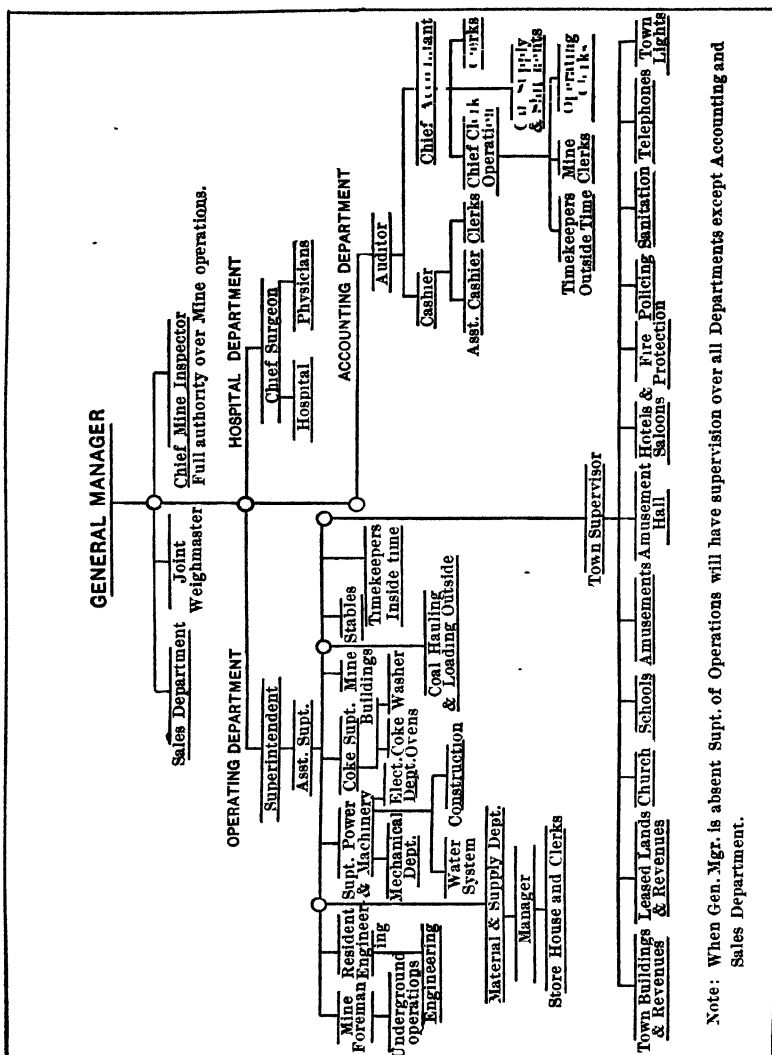 GENERAL MANAGER
Sales Department
Joint
Weighmaster
Chief Mine Inspector
Full authority over Mine operations.
OPERATING DEPARTMENT
HOSPITAL DEPARTMENT
Superintendent
Asst. Supt.
Chief Surgeon
Hospital
Physicians
ACCOUNTING DEPARTMENT
Auditor
Cashier
Asst. Cashier
Clerks
Chief
Clerks
Chief Clerk
Operation
Supply
&
Timekeepers
Outside Time
Mine
Clerks
Operating
Mine
Foreman
Underground
operations
Resident
Engineer-
ing
Engineering
Supt. Power
& Machinery
Mechanical
Dept.
Elect.
Dept.
Water
System
Construction
Coke Supt.
Coke
Ovens
Washer
Mine
Buildings
Stables
Timekeepers
Inside time
Coal Hauling
& Loading Outside
Material & Supply Dept.
Manager
Store House and Clerks
Town Supervisor
Town Buildings
& Revenues
Leased Lands
& Revenues
Church
Schools
Amusements
Amusement
Hall
Hotels &
Saloons
Fire
Protection
Policing
Sanitation
Telephones
Town
Lights
Note: When Gen. Mgr. is absent Supt. of Operations will have supervision over all Departments except Accounting and
Sales Department.